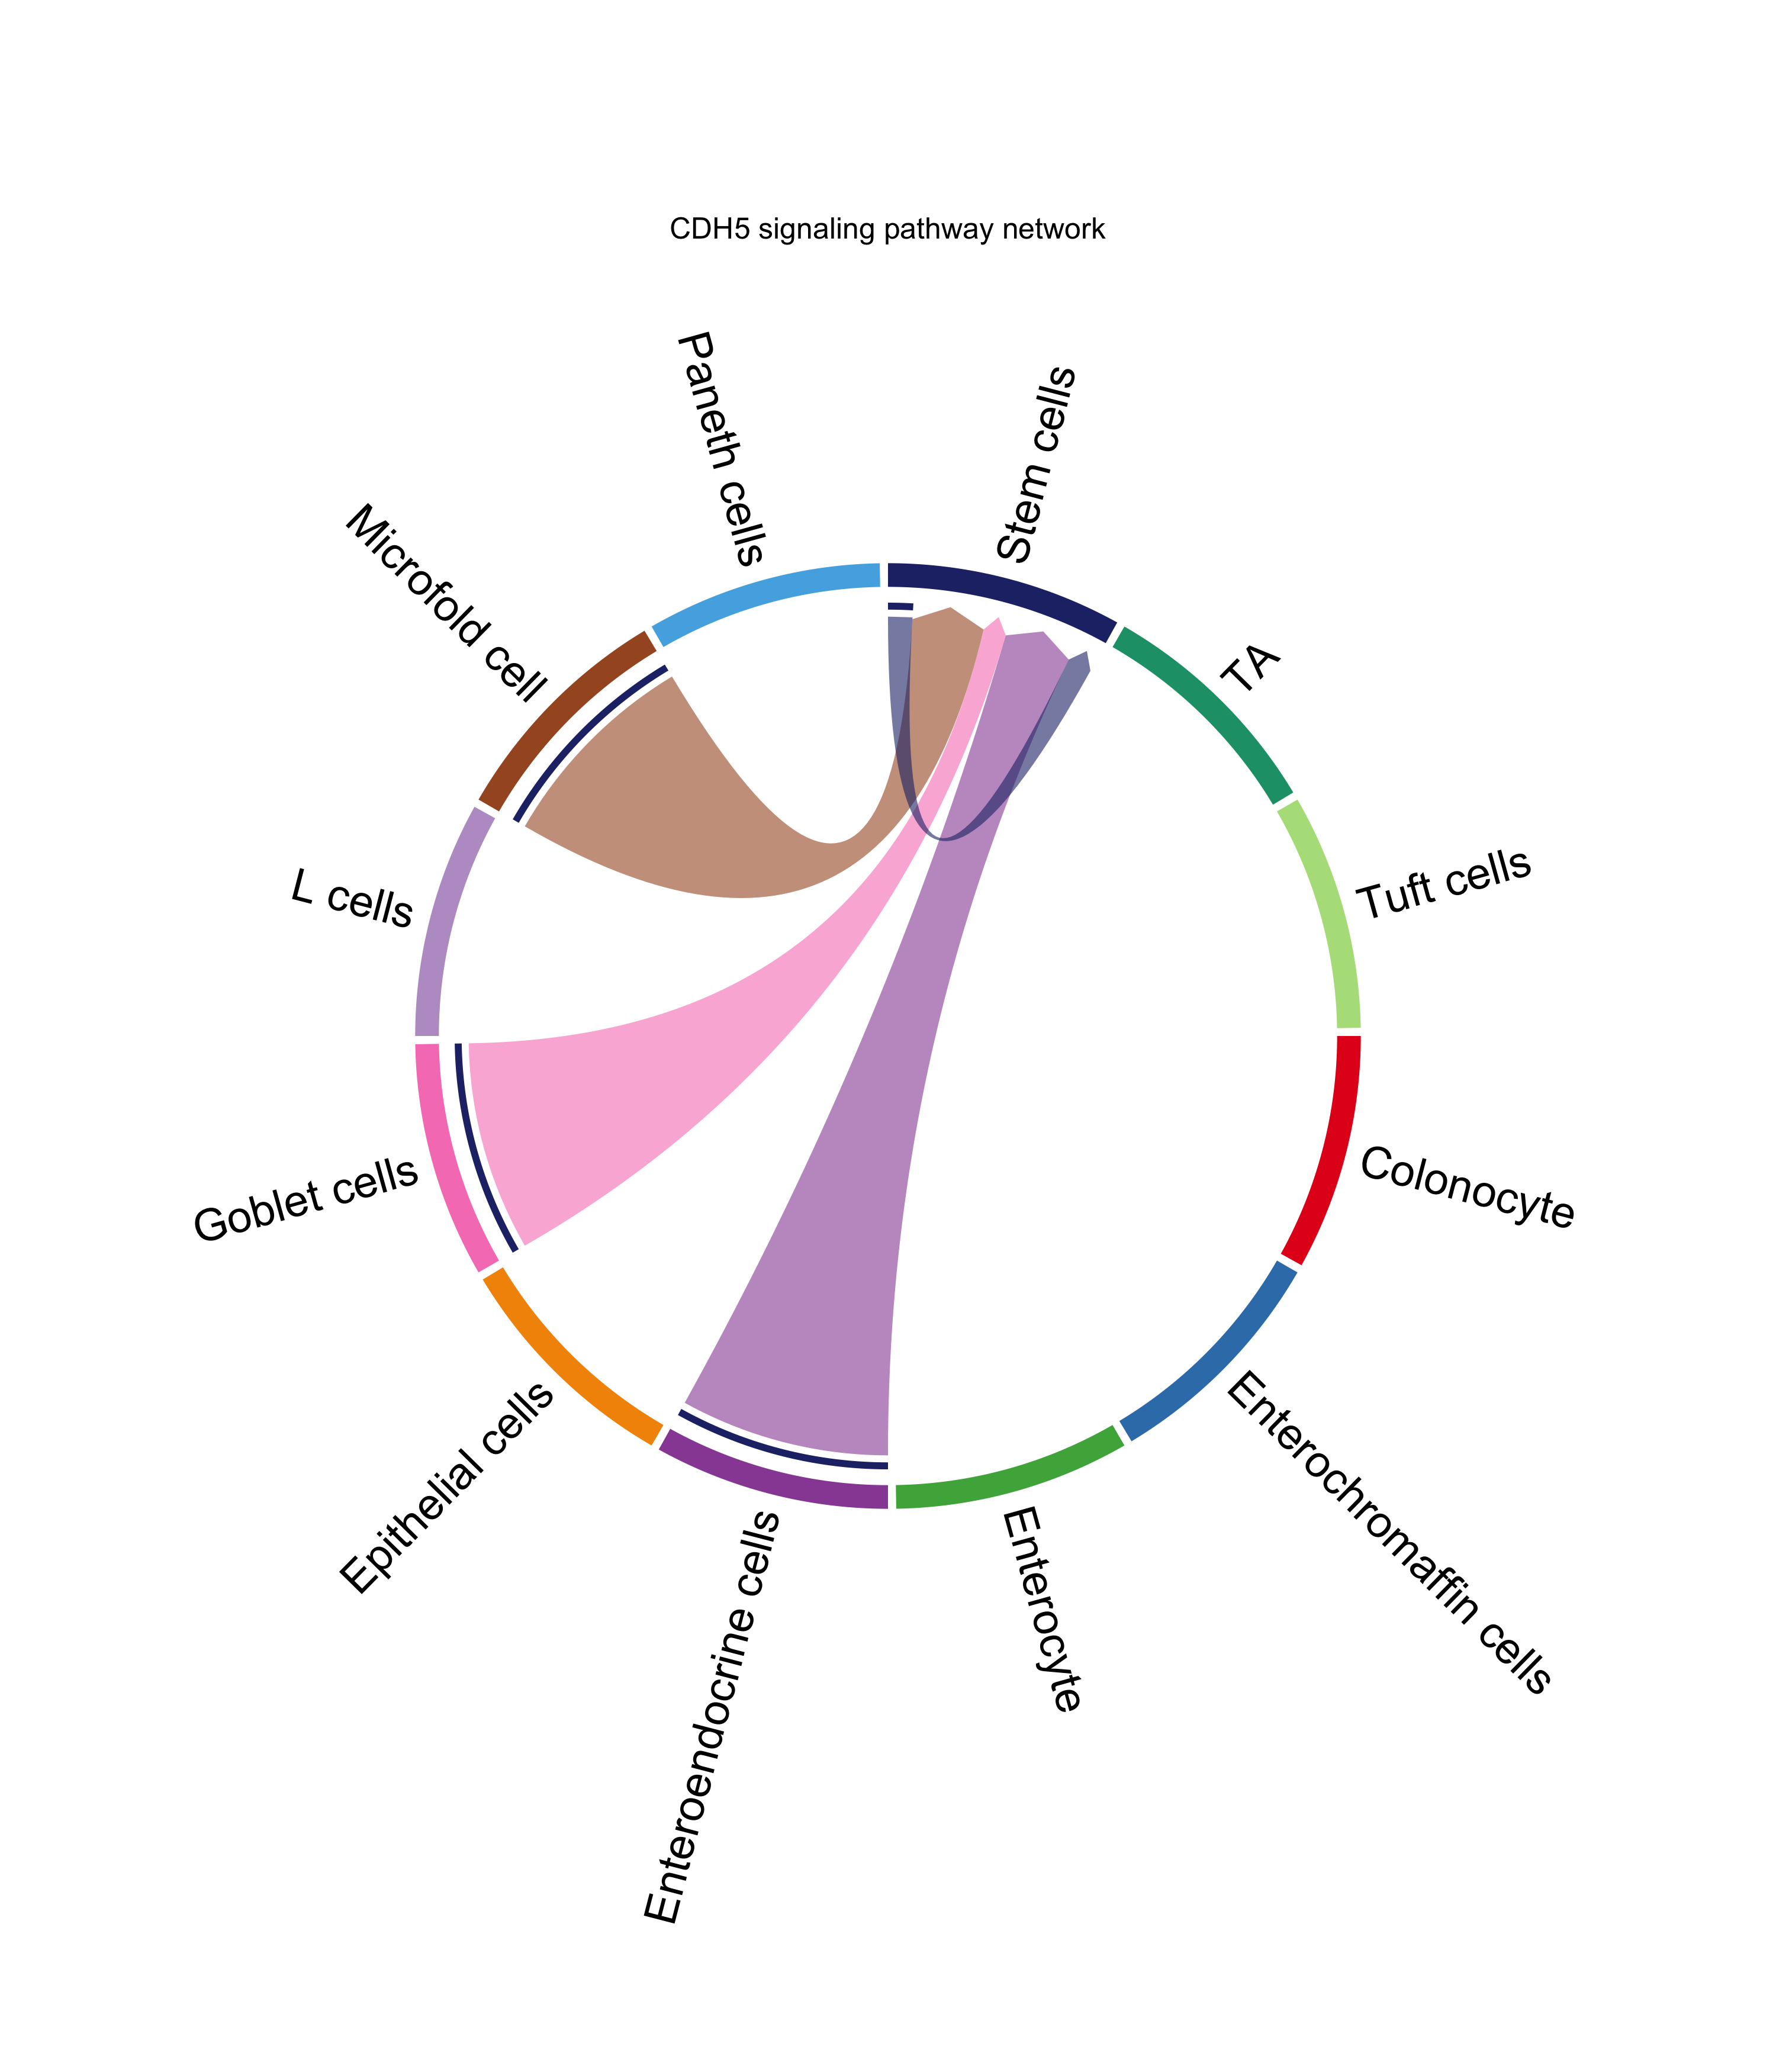 CDH5 signaling pathway network
Paneth cells
Stem cells
Microfold cell
TA
L cells
Tuft cells
Goblet cells
Colonocyte
Epithelial cells
Enterochromaffin cells
Enteroendocrine cells
Enterocyte